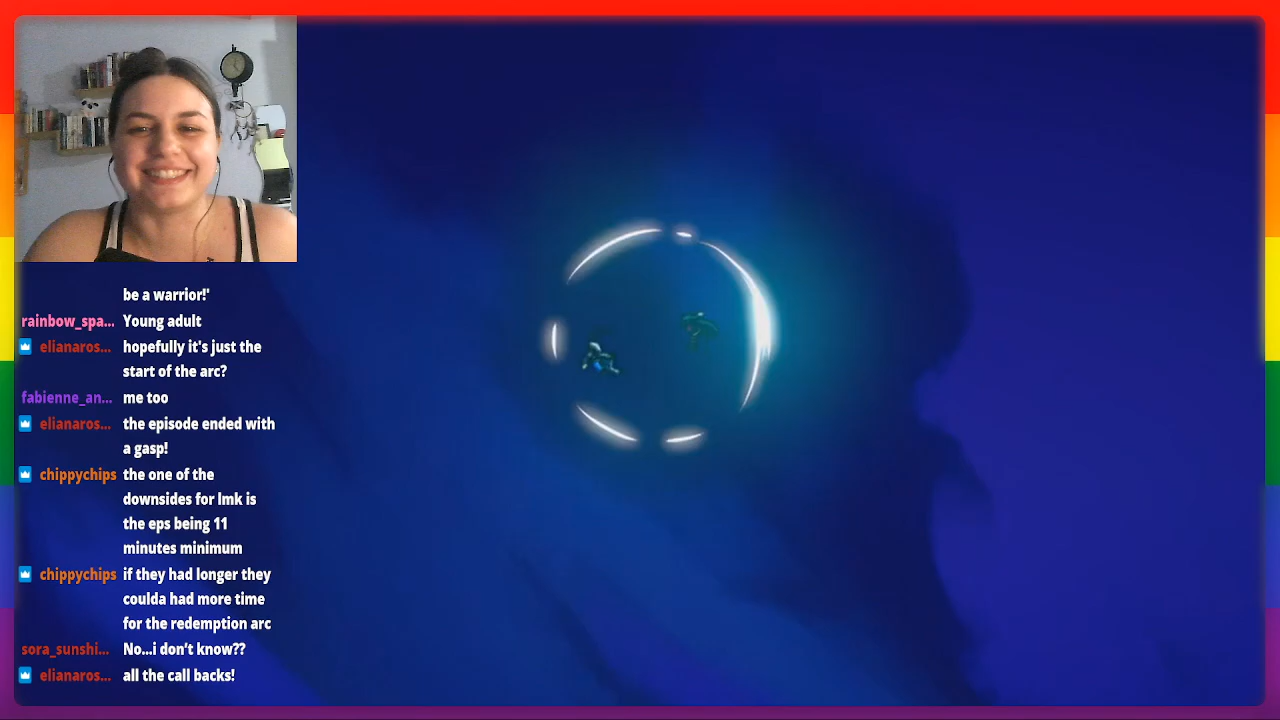 be a warrior!'
rainbow_spa... Young adult
elianaros... hopefully it's just the
start of the arc?
fabienne_an... me too
elianaros... the episode ended with
a gasp!
chippychips the one of the
downsides for lmk is
the eps being 11
minutes minimum
chippychips if they had longer they
coulda had more time
for the redemption arc
sora_sunshi... No...i don't know??
elianaros... all the call backs!